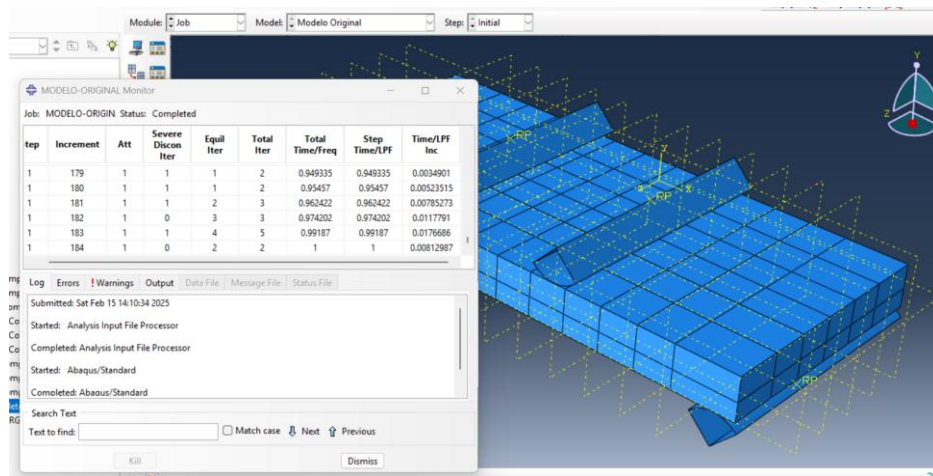 Module: Job Model: Modelo Original Step: Initial
MODELO-ORIGINAL Monitor
Job: MODELO-ORIGIN Status: Completed
tep Increment Att Severe Discon Iter Equil Iter Total Iter Total Time/Freq Step Time/LPF Time/LPF Inc
1 179 1 1 1 2 0.949335 0.949335 0.0034901
1 180 1 1 1 2 0.95457 0.95457 0.00523515
1 181 1 1 2 3 0.962422 0.962422 0.00785273
1 182 1 0 3 3 0.974202 0.974202 0.0117791
1 183 1 1 4 5 0.99187 0.99187 0.0176686
1 184 1 0 2 2 1 1 0.00812987
Log Errors ! Warnings Output Data File Message File Status File
Submitted: Sat Feb 15 14:10:34 2025
Started: Analysis Input File Processor
Completed: Analysis Input File Processor
Started: Abaqus/Standard
Completed: Abaqus/Standard
Search Text
Text to find: Match case Next Previous
Kill Dismiss
Y
Z
RP
y
x
RP
RP